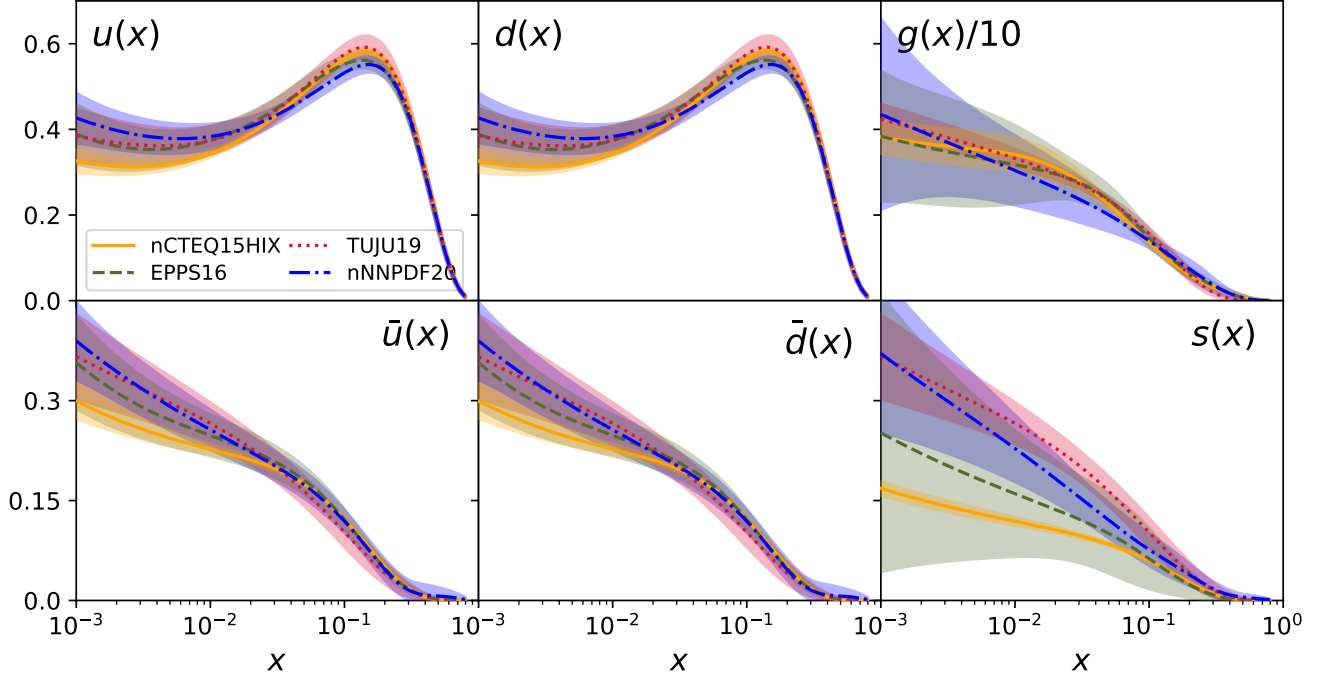 u(x)
d(x)
g(x)/10
0.6
0.4
0.2
0.0
nCTEQ15HIX
TUJU19
EPPS16
nNNPDF20
ū(x)
d̄(x)
s(x)
0.3
0.15
0.0
10⁻³ 10⁻² 10⁻¹ 10⁻³ 10⁻² 10⁻¹ 10⁻³ 10⁻² 10⁻¹ 10⁰
x x x